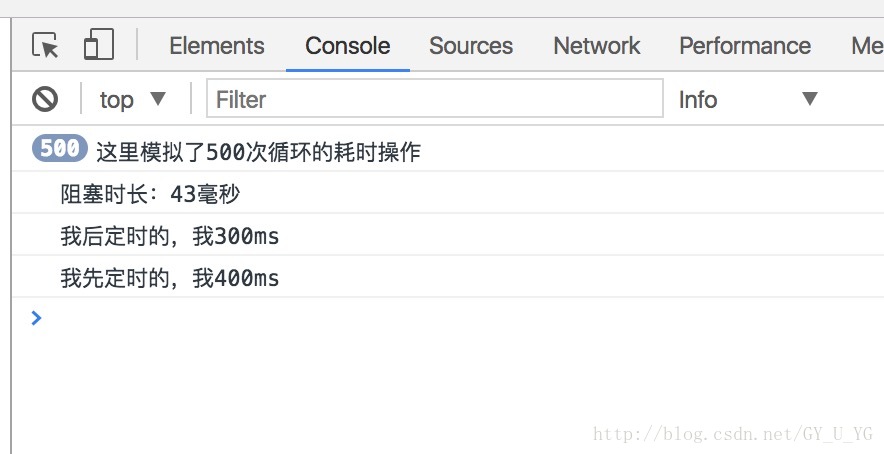 Elements Console Sources Network Performance Me
top Filter Info
500 这里模拟了500次循环的耗时操作
阻塞时长：43毫秒
我后定时的，我300ms
我先定时的，我400ms
http://blog.csdn.net/GY_U_YG